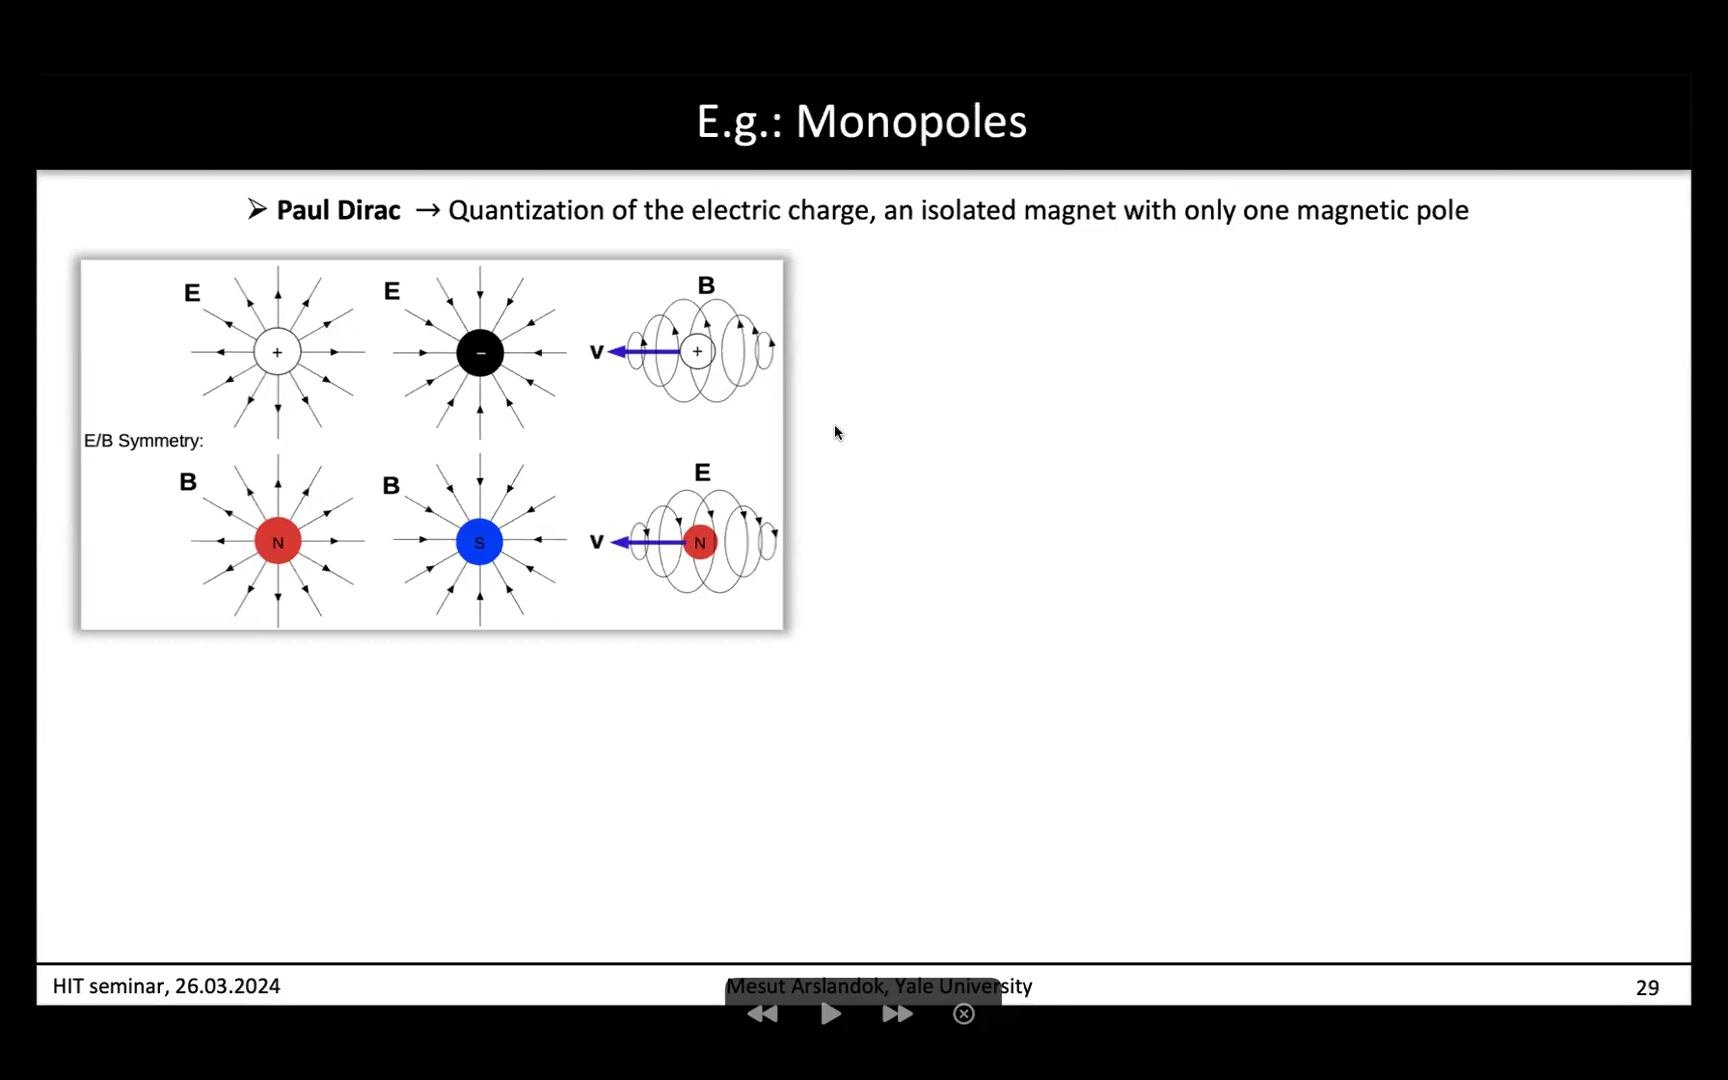 E.g.: Monopoles
➢ Paul Dirac → Quantization of the electric charge, an isolated magnet with only one magnetic pole
E E B
+ − v +
E/B Symmetry:
B B E
N S v N
HIT seminar, 26.03.2024 Mesut Arslandok, Yale University 29